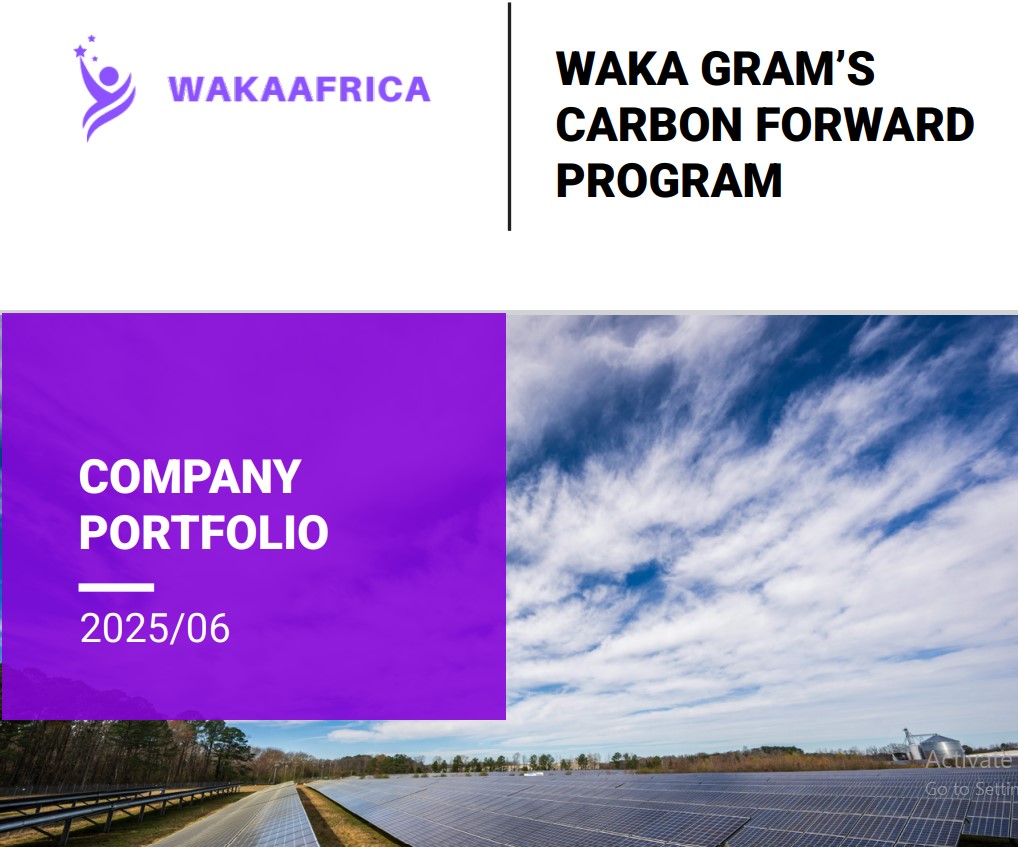 WAKAAFRICA
WAKA GRAM’S
CARBON FORWARD
PROGRAM
COMPANY
PORTFOLIO
2025/06
Activate
Go to Settin